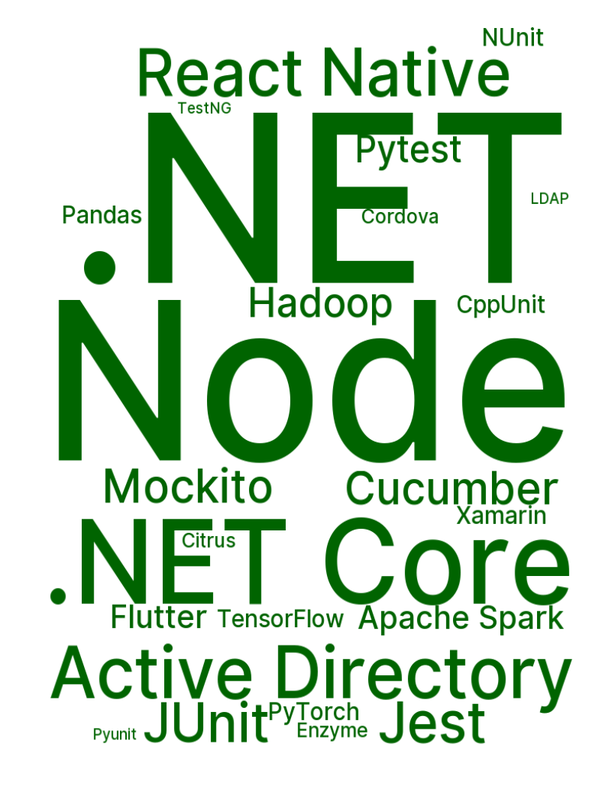 NUnit
React Native
TestNG
.NET
Pytest
LDAP
Pandas
Cordova
Hadoop
CppUnit
Node
Mockito
Cucumber
Xamarin
.NET Core
Citrus
Flutter
TensorFlow
Apache Spark
Active Directory
PyTorch
JUnit
Jest
Enzyme
Pyunit